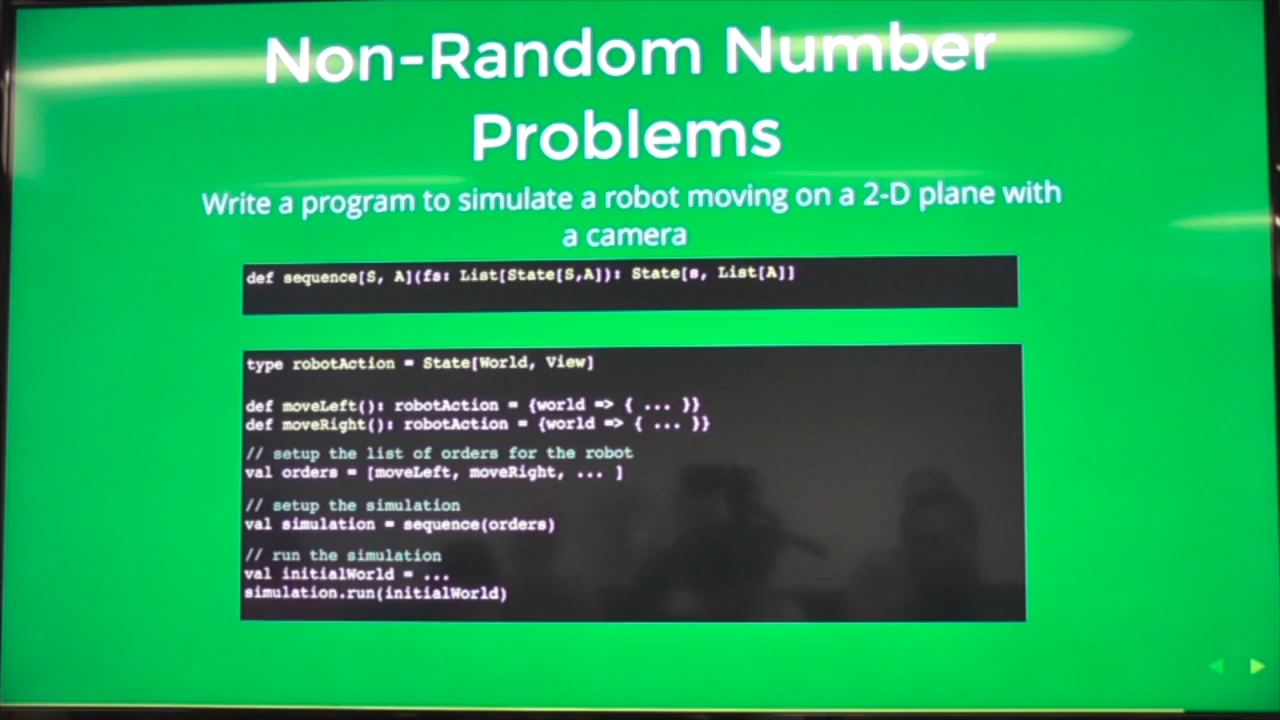 Non-Random Number
Problems
Write a program to simulate a robot moving on a 2-D plane with
a camera
def sequence[S, A](fs: List[State[S,A]): State[s, List[A]]
type robotAction = State[World, View]
def moveLeft(): robotAction = {world => { ... }}
def moveRight(): robotAction = {world => { ... }}
// setup the list of orders for the robot
val orders = [moveLeft, moveRight, ... ]
// setup the simulation
val simulation = sequence(orders)
// run the simulation
val initialWorld = ...
simulation.run(initialWorld)